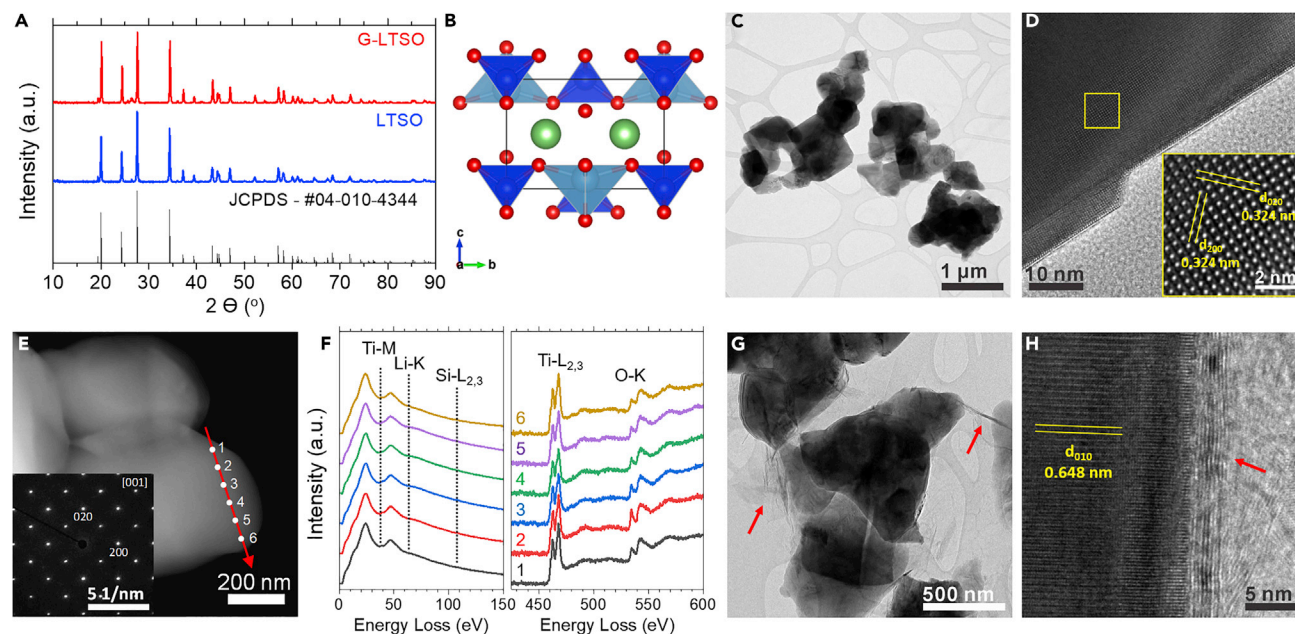 A
Intensity (a.u.)
G-LTSO
LTSO
JCPDS - #04-010-4344
10 20 30 40 50 60 70 80 90
2 Θ (°)
B
c
a b
C
1 µm
D
10 nm
d020
0.324 nm
d200
0.324 nm
2 nm
E
[001]
020
200
5 1/nm
1
2
3
4
5
6
200 nm
F
Intensity (a.u.)
Ti-M
Li-K
Si-L2,3
0 50 100 150
Energy Loss (eV)
Ti-L2,3
O-K
6
5
4
3
2
1
450 500 550 600
Energy Loss (eV)
G
500 nm
H
d010
0.648 nm
5 nm